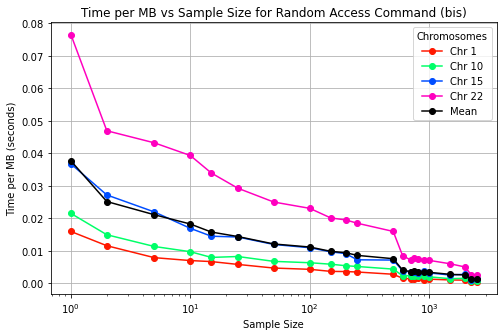 Time per MB vs Sample Size for Random Access Command (bis)
Time per MB (seconds)
0.08
0.07
0.06
0.05
0.04
0.03
0.02
0.01
0.00
Chromosomes
Chr 1
Chr 10
Chr 15
Chr 22
Mean
10⁰ 10¹ 10² 10³
Sample Size